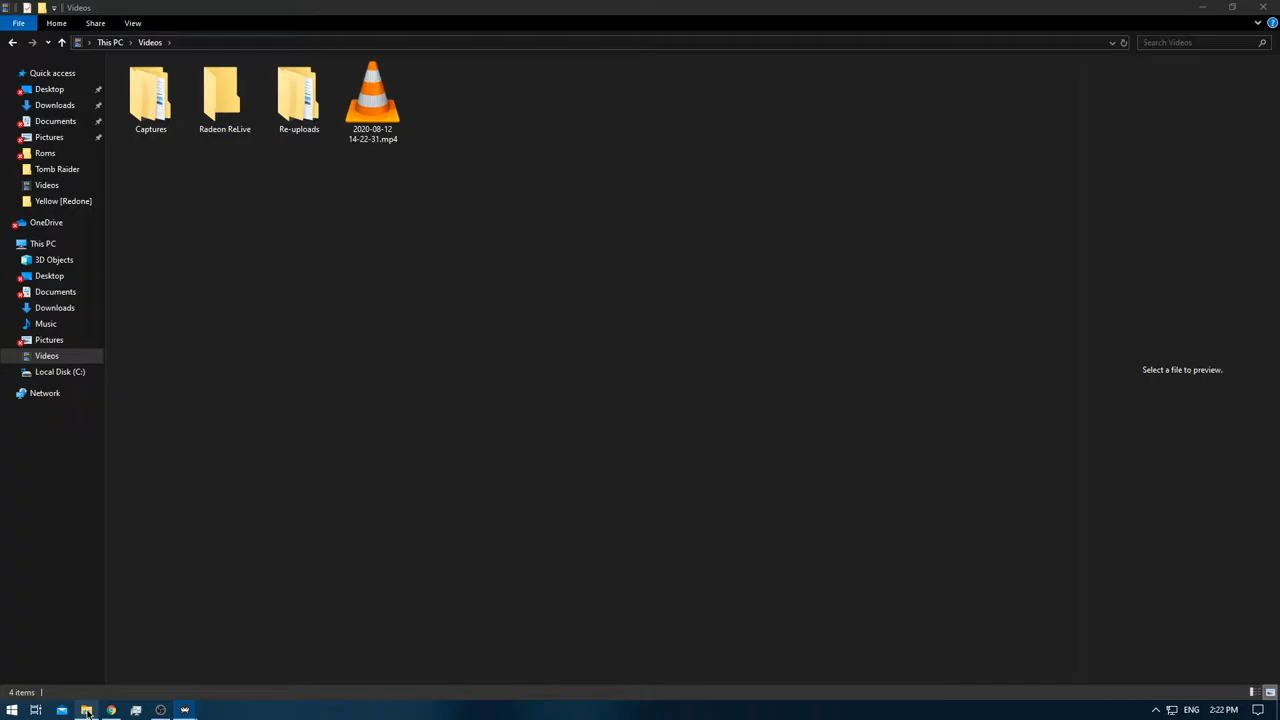 Videos
File
Home
Share
View
This PC
Videos
Search Videos
Quick access
Desktop
Downloads
Documents
Pictures
Roms
Tomb Raider
Videos
Yellow [Redone]
OneDrive
This PC
3D Objects
Desktop
Documents
Downloads
Music
Pictures
Videos
Local Disk (C:)
Network
Captures
Radeon ReLive
Re-uploads
2020-08-12
14-22-31.mp4
Select a file to preview.
4 items
ENG
2:22 PM